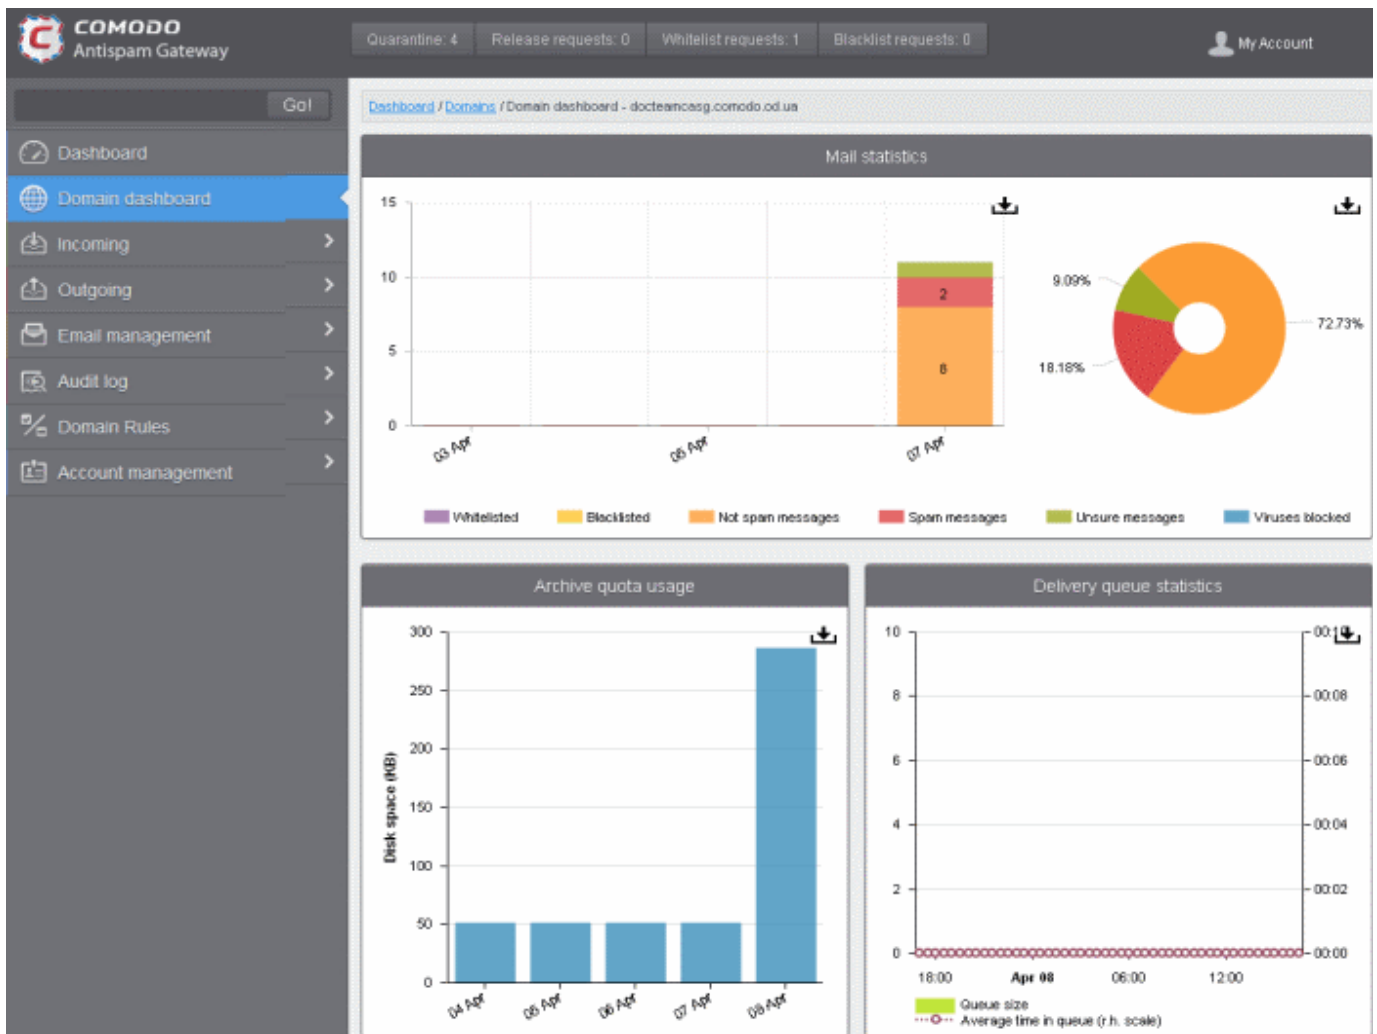 COMODO
Antispam Gateway
Quarantine: 4 Release requests: 0 Whitelist requests: 1 Blacklist requests: 0
My Account
Go!
Dashboard / Domains / Domain dashboard - docteamcasg.comodo.od.ua
Dashboard
Domain dashboard
Incoming
Outgoing
Email management
Audit log
Domain Rules
Account management
Mail statistics
15
10
5
0
2
8
03 Apr 05 Apr 07 Apr
9.09%
72.73%
18.18%
Whitelisted Blacklisted Not spam messages Spam messages Unsure messages Viruses blocked
Archive quota usage
300
250
200
150
100
50
0
Disk space (KB)
04 Apr 05 Apr 06 Apr 07 Apr 08 Apr
Delivery queue statistics
10
8
6
4
2
0
00:08
00:06
00:04
00:02
00:00
18:00 Apr 08 06:00 12:00
Queue size
Average time in queue (r.h. scale)